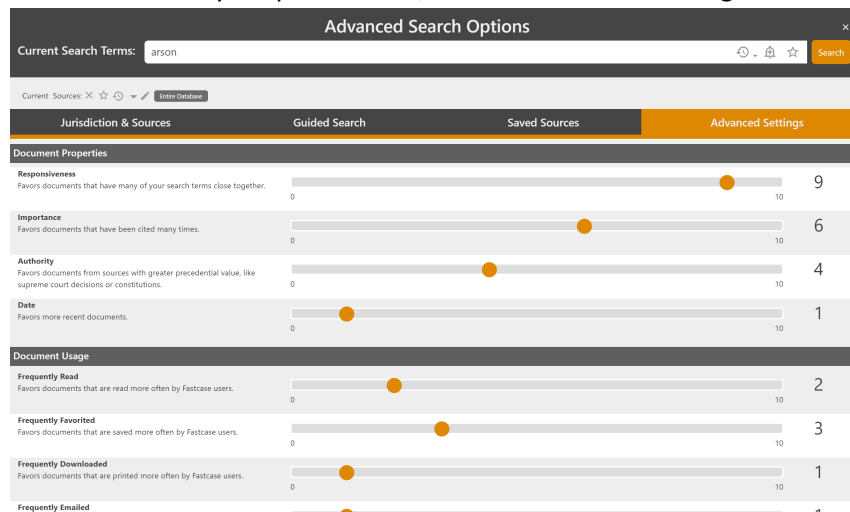 Advanced Search Options
×
Current Search Terms: arson
Search
Current Sources: Entire Database
Jurisdiction & Sources Guided Search Saved Sources Advanced Settings
Document Properties
Responsiveness
Favors documents that have many of your search terms close together.
0 10 9
Importance
Favors documents that have been cited many times.
0 10 6
Authority
Favors documents from sources with greater precedential value, like
supreme court decisions or constitutions.
0 10 4
Date
Favors more recent documents.
0 10 1
Document Usage
Frequently Read
Favors documents that are read more often by Fastcase users.
0 10 2
Frequently Favorited
Favors documents that are saved more often by Fastcase users.
0 10 3
Frequently Downloaded
Favors documents that are printed more often by Fastcase users.
0 10 1
Frequently Emailed